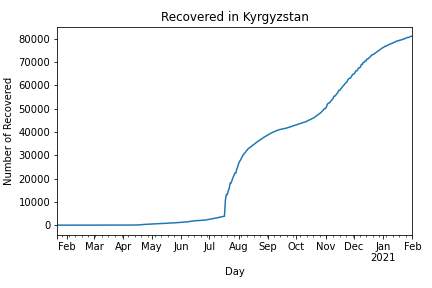 Recovered in Kyrgyzstan
Number of Recovered
80000
70000
60000
50000
40000
30000
20000
10000
0
Feb Mar Apr May Jun Jul Aug Sep Oct Nov Dec Jan Feb
2021
Day